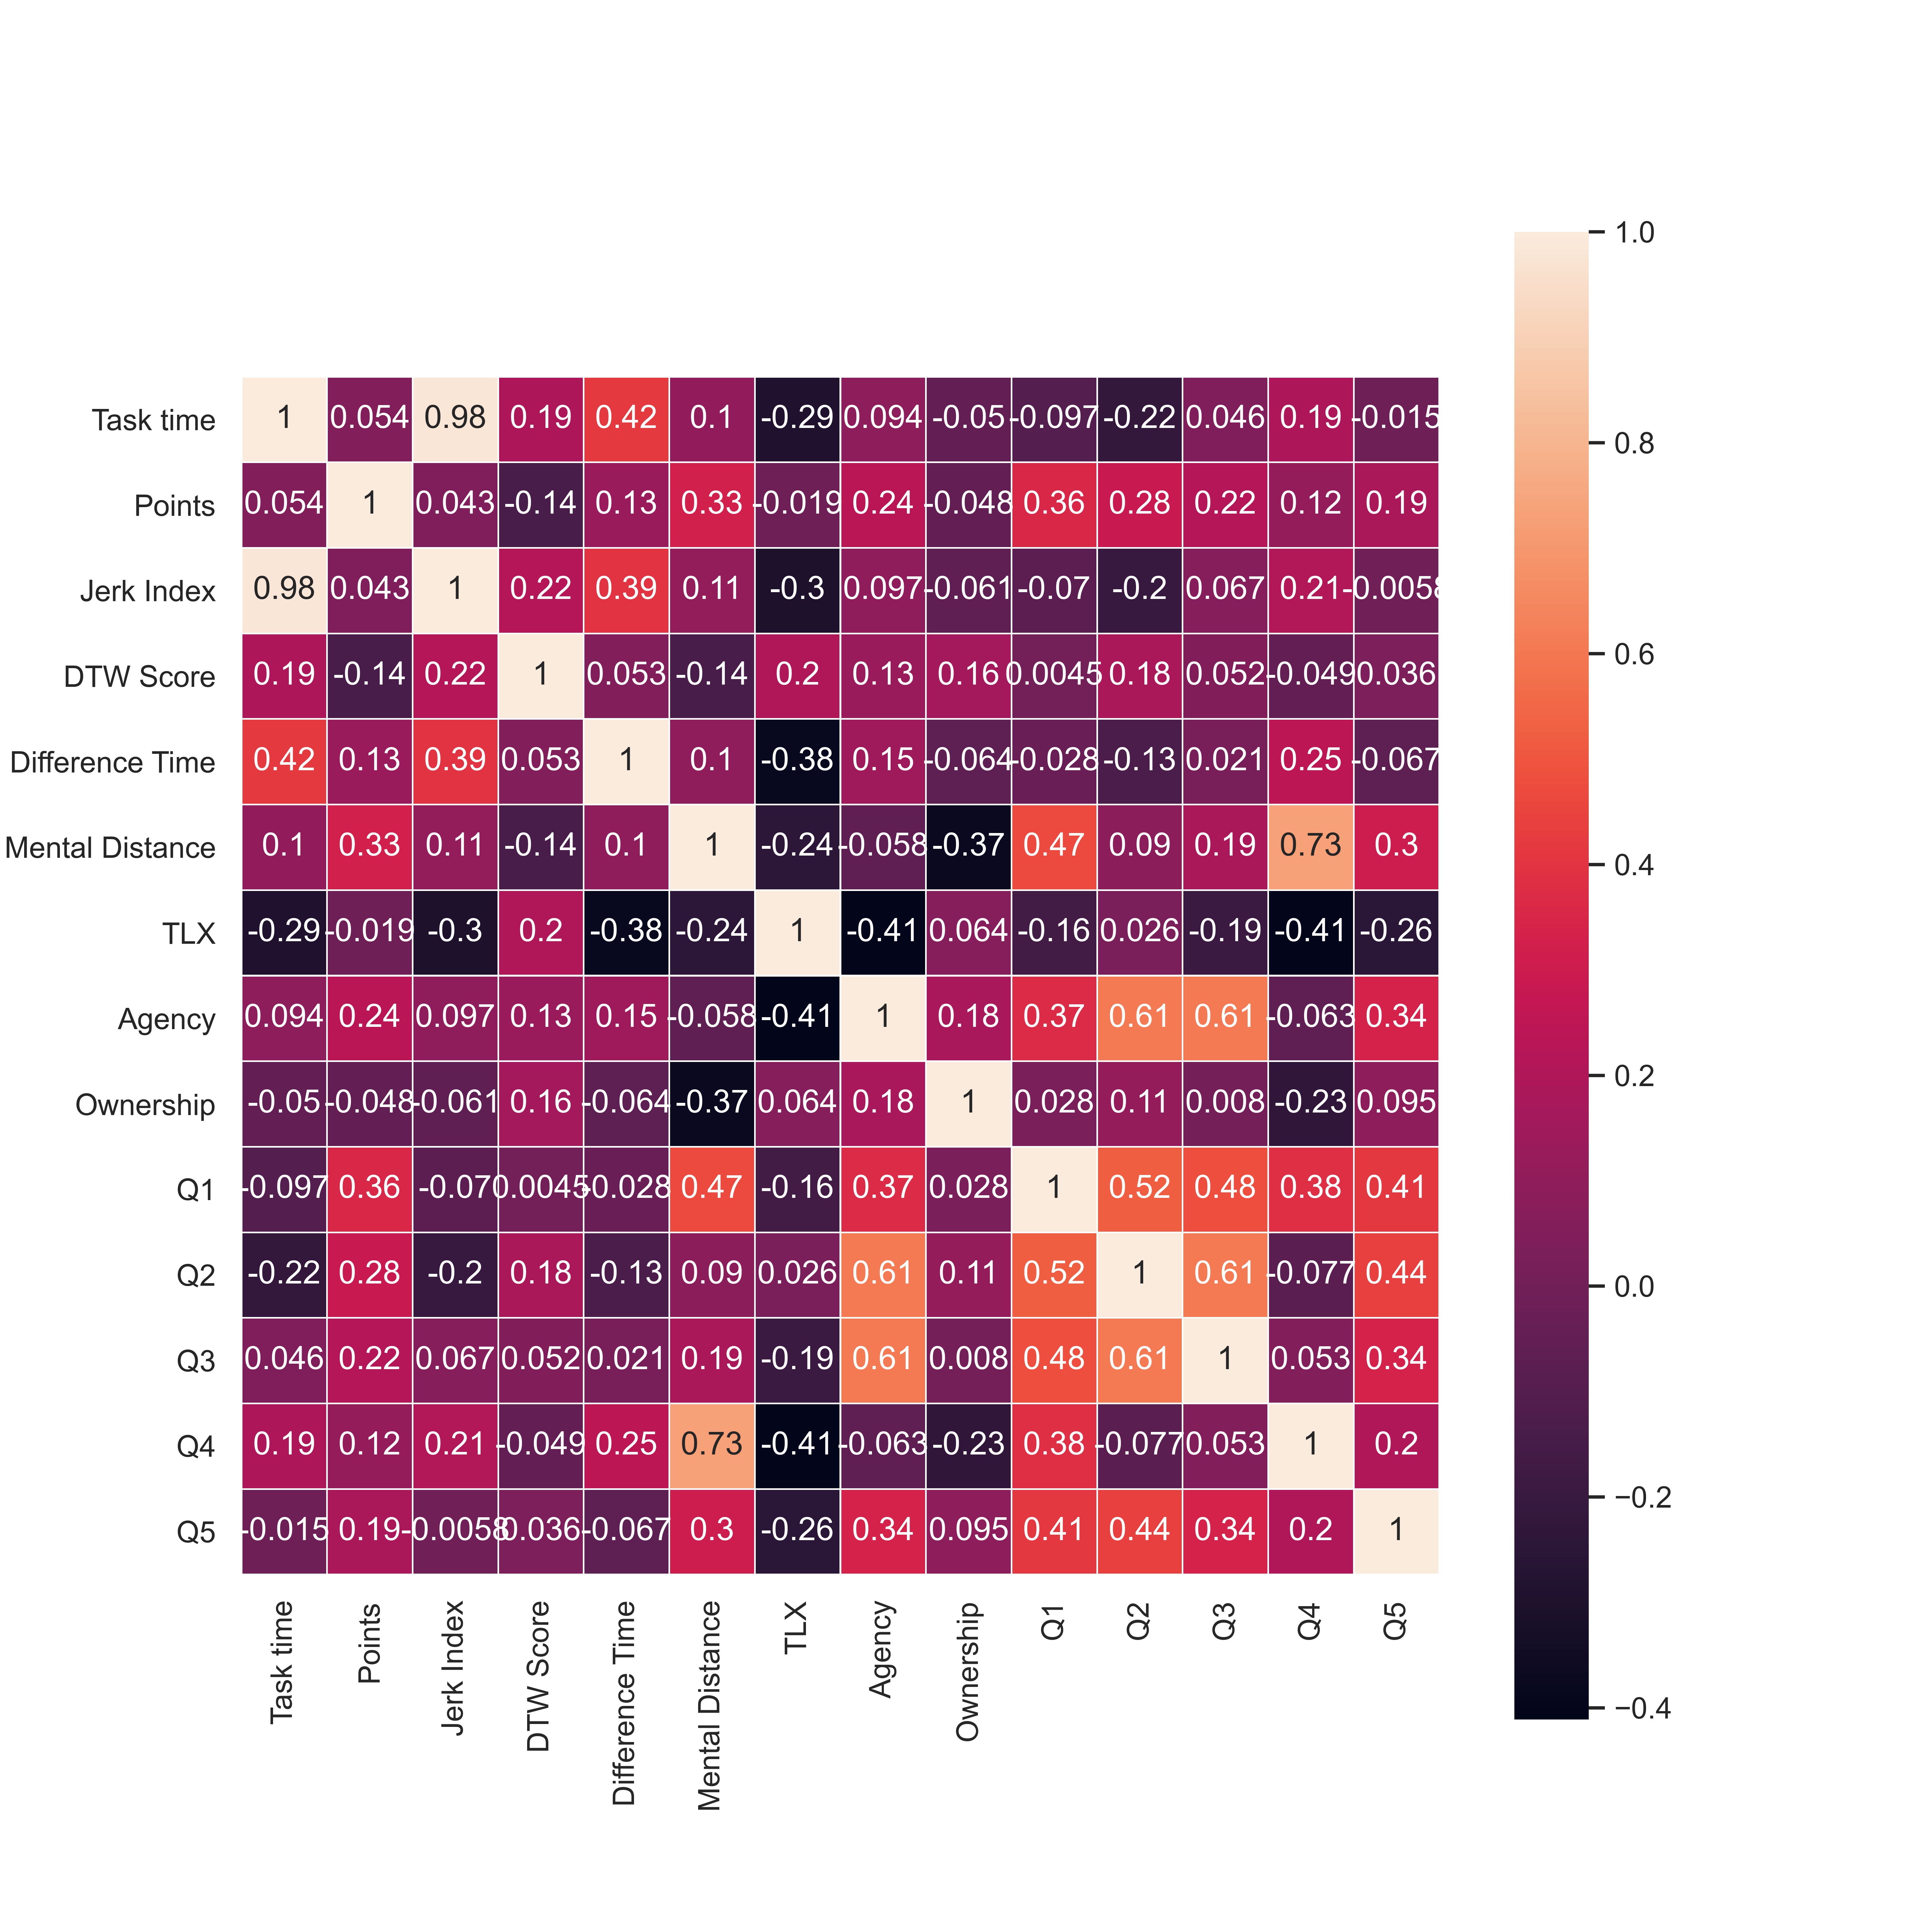 1.0
0.8
0.6
0.4
0.2
0.0
−0.2
−0.4
Task time 1 0.054 0.98 0.19 0.42 0.1 -0.29 0.094 -0.05 -0.097 -0.22 0.046 0.19 -0.015
Points 0.054 1 0.043 -0.14 0.13 0.33 -0.019 0.24 -0.048 0.36 0.28 0.22 0.12 0.19
Jerk Index 0.98 0.043 1 0.22 0.39 0.11 -0.3 0.097 -0.061 -0.07 -0.2 0.067 0.21 -0.0058
DTW Score 0.19 -0.14 0.22 1 0.053 -0.14 0.2 0.13 0.16 0.0045 0.18 0.052 -0.049 0.036
Difference Time 0.42 0.13 0.39 0.053 1 0.1 -0.38 0.15 -0.064 -0.028 -0.13 0.021 0.25 -0.067
Mental Distance 0.1 0.33 0.11 -0.14 0.1 1 -0.24 -0.058 -0.37 0.47 0.09 0.19 0.73 0.3
TLX -0.29 -0.019 -0.3 0.2 -0.38 -0.24 1 -0.41 0.064 -0.16 0.026 -0.19 -0.41 -0.26
Agency 0.094 0.24 0.097 0.13 0.15 -0.058 -0.41 1 0.18 0.37 0.61 0.61 -0.063 0.34
Ownership -0.05 -0.048 -0.061 0.16 -0.064 -0.37 0.064 0.18 1 0.028 0.11 0.008 -0.23 0.095
Q1 -0.097 0.36 -0.07 0.0045 -0.028 0.47 -0.16 0.37 0.028 1 0.52 0.48 0.38 0.41
Q2 -0.22 0.28 -0.2 0.18 -0.13 0.09 0.026 0.61 0.11 0.52 1 0.61 -0.077 0.44
Q3 0.046 0.22 0.067 0.052 0.021 0.19 -0.19 0.61 0.008 0.48 0.61 1 0.053 0.34
Q4 0.19 0.12 0.21 -0.049 0.25 0.73 -0.41 -0.063 -0.23 0.38 -0.077 0.053 1 0.2
Q5 -0.015 0.19 -0.0058 0.036 -0.067 0.3 -0.26 0.34 0.095 0.41 0.44 0.34 0.2 1
Task time
Points
Jerk Index
DTW Score
Difference Time
Mental Distance
TLX
Agency
Ownership
Q1
Q2
Q3
Q4
Q5